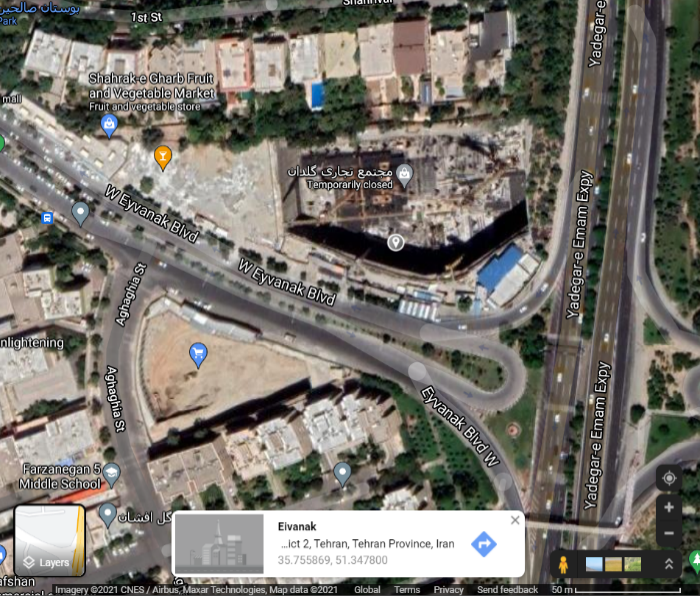 بوستان صالحین
Park
1st St
Shahrivar
Yadegar-e
Shahrak-e Gharb Fruit
and Vegetable Market
Fruit and vegetable store
mall
مجتمع تجاری گلدان
Temporarily closed
W Eyvanak Blvd
W Eyvanak Blvd
Yadegar-e Emam Expy
Aghaghia St
nlightening
Aghaghia St
Eyvanak Blvd W
Yadegar-e Emam Expy
Farzanegan 5
Middle School
گل افشان
Layers
Eivanak
...ict 2, Tehran, Tehran Province, Iran
35.755869, 51.347800
afshan
Imagery ©2021 CNES / Airbus, Maxar Technologies, Map data ©2021 Global Terms Privacy Send feedback 50 m